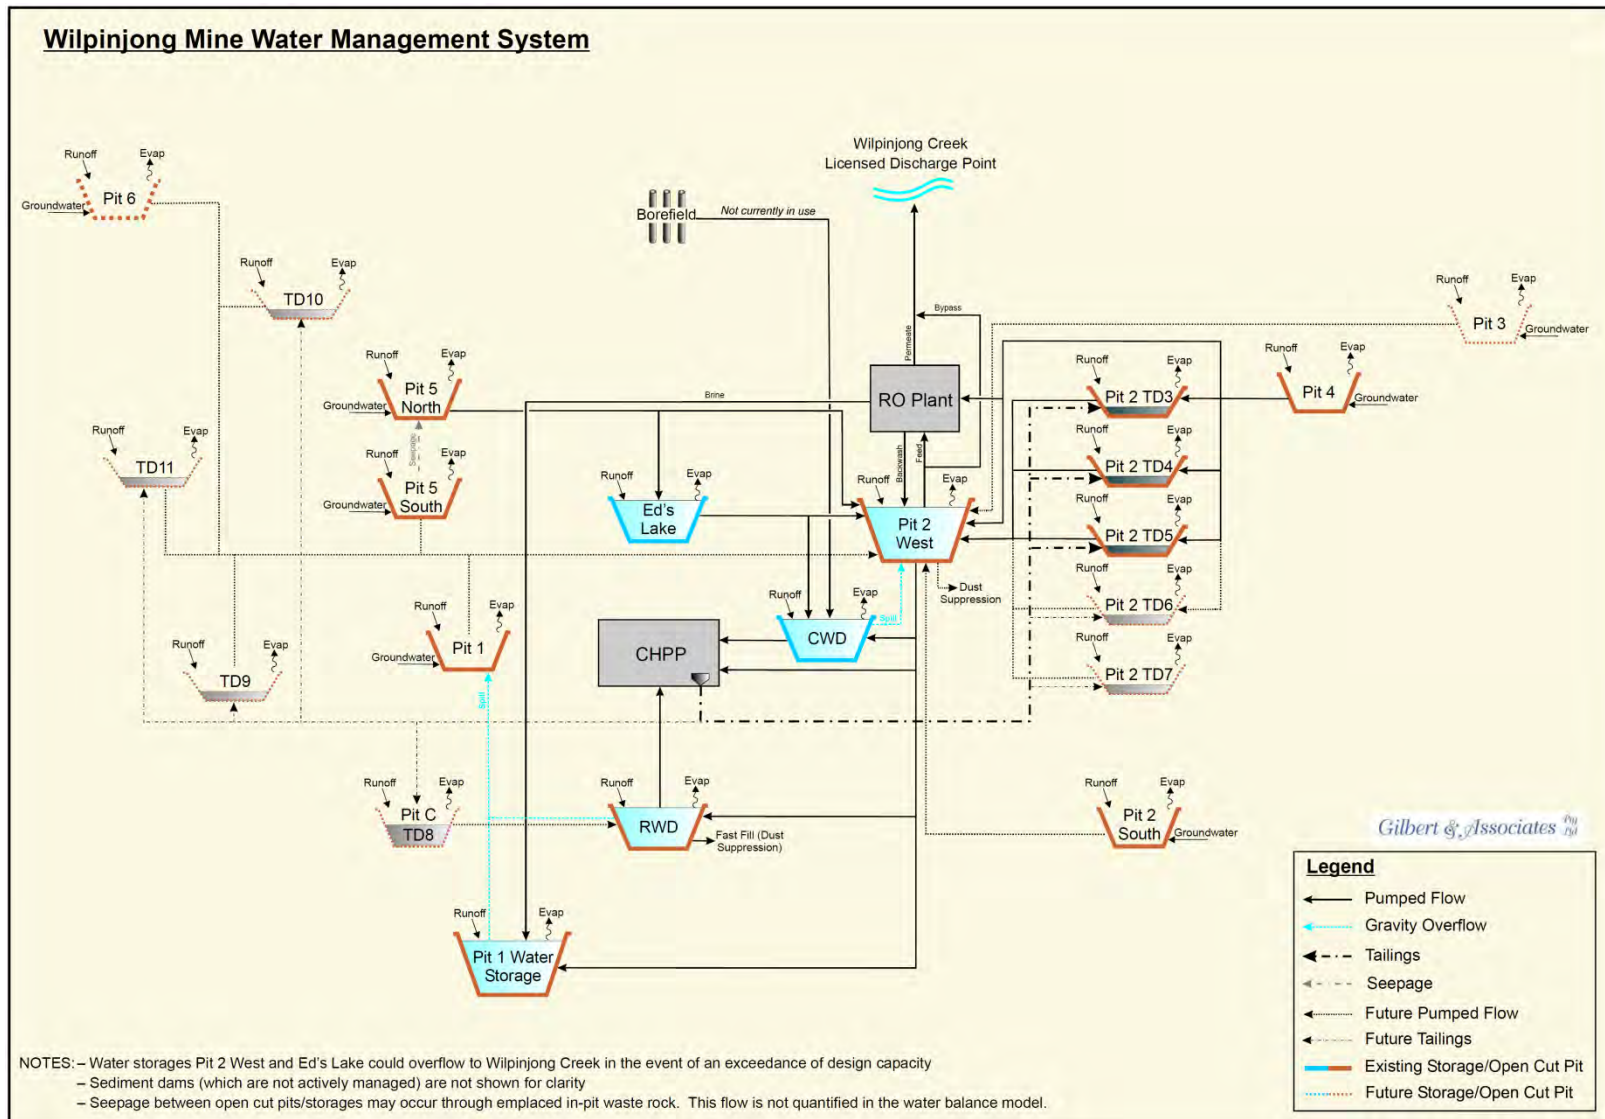 Wilpinjong Mine Water Management System
Wilpinjong Creek
Licensed Discharge Point
Runoff
Evap
Pit 6
Groundwater
Borefield
Not currently in use
Runoff
Evap
TD10
Runoff
Evap
Pit 3
Groundwater
Bypass
Permeate
Runoff
Evap
Pit 5
North
Groundwater
Seepage
Brine
RO Plant
Backwash
Feed
Runoff
Evap
Pit 2 TD3
Runoff
Evap
Pit 4
Groundwater
Runoff
Evap
TD11
Runoff
Evap
Pit 5
South
Groundwater
Runoff
Evap
Ed's
Lake
Runoff
Evap
Pit 2
West
Runoff
Evap
Pit 2 TD4
Runoff
Evap
Pit 2 TD5
Runoff
Evap
Pit 2 TD6
Runoff
Evap
Pit 2 TD7
Dust
Suppression
Runoff
Evap
CWD
Spill
CHPP
Runoff
Evap
Pit 1
Groundwater
Spill
Runoff
Evap
TD9
Runoff
Evap
Pit C
TD8
Runoff
Evap
RWD
Fast Fill (Dust
Suppression)
Runoff
Evap
Pit 2
South
Groundwater
Runoff
Evap
Pit 1 Water
Storage
Gilbert & Associates Pty Ltd
Legend
Pumped Flow
Gravity Overflow
Tailings
Seepage
Future Pumped Flow
Future Tailings
Existing Storage/Open Cut Pit
Future Storage/Open Cut Pit
NOTES: – Water storages Pit 2 West and Ed's Lake could overflow to Wilpinjong Creek in the event of an exceedance of design capacity
– Sediment dams (which are not actively managed) are not shown for clarity
– Seepage between open cut pits/storages may occur through emplaced in-pit waste rock. This flow is not quantified in the water balance model.